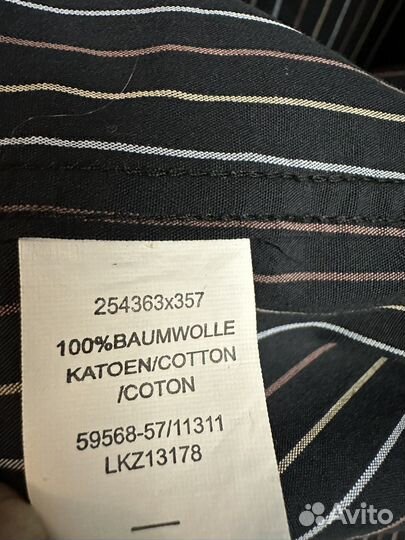 254363x357
100%BAUMWOLLE
KATOEN/COTTON
/COTON
59568-57/11311
LKZ13178
Avito